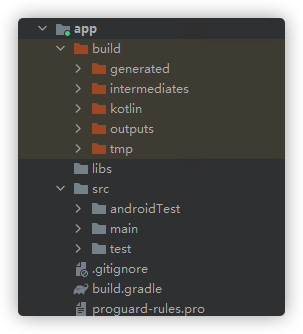 app
build
generated
intermediates
kotlin
outputs
tmp
libs
src
androidTest
main
test
.gitignore
build.gradle
proguard-rules.pro